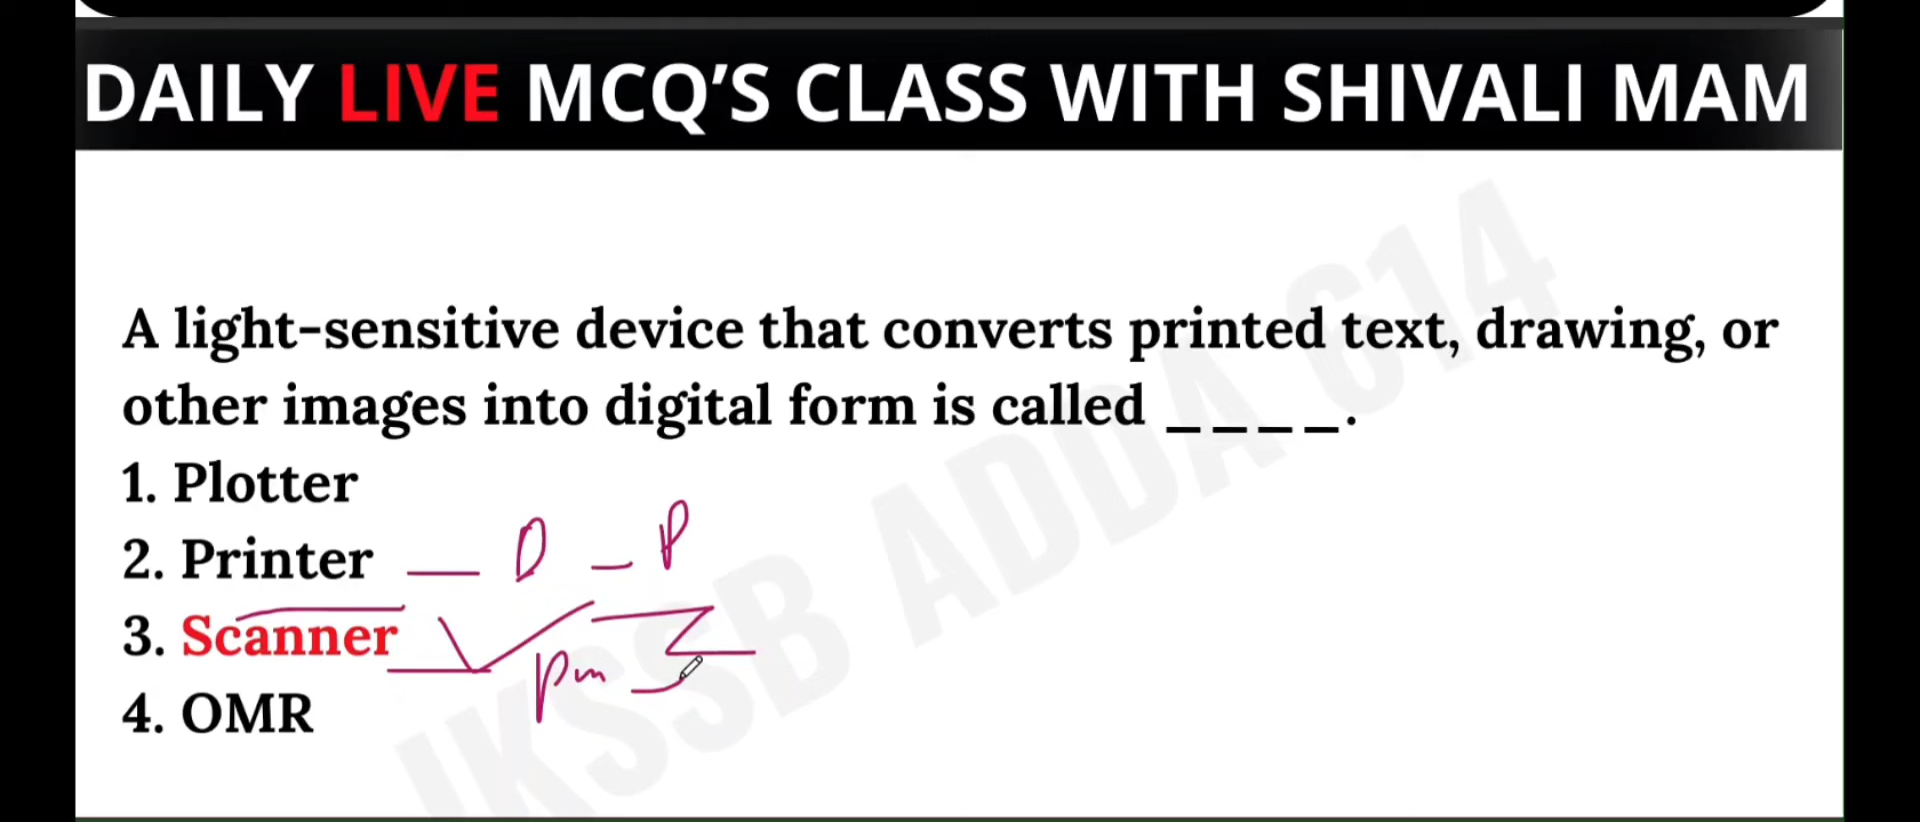 DAILY LIVE MCQ'S CLASS WITH SHIVALI MAM
A light-sensitive device that converts printed text, drawing, or
other images into digital form is called _ _ _ _.
1. Plotter
2. Printer — D – P
3. Scanner
4. OMR
JKSSB ADDA 614